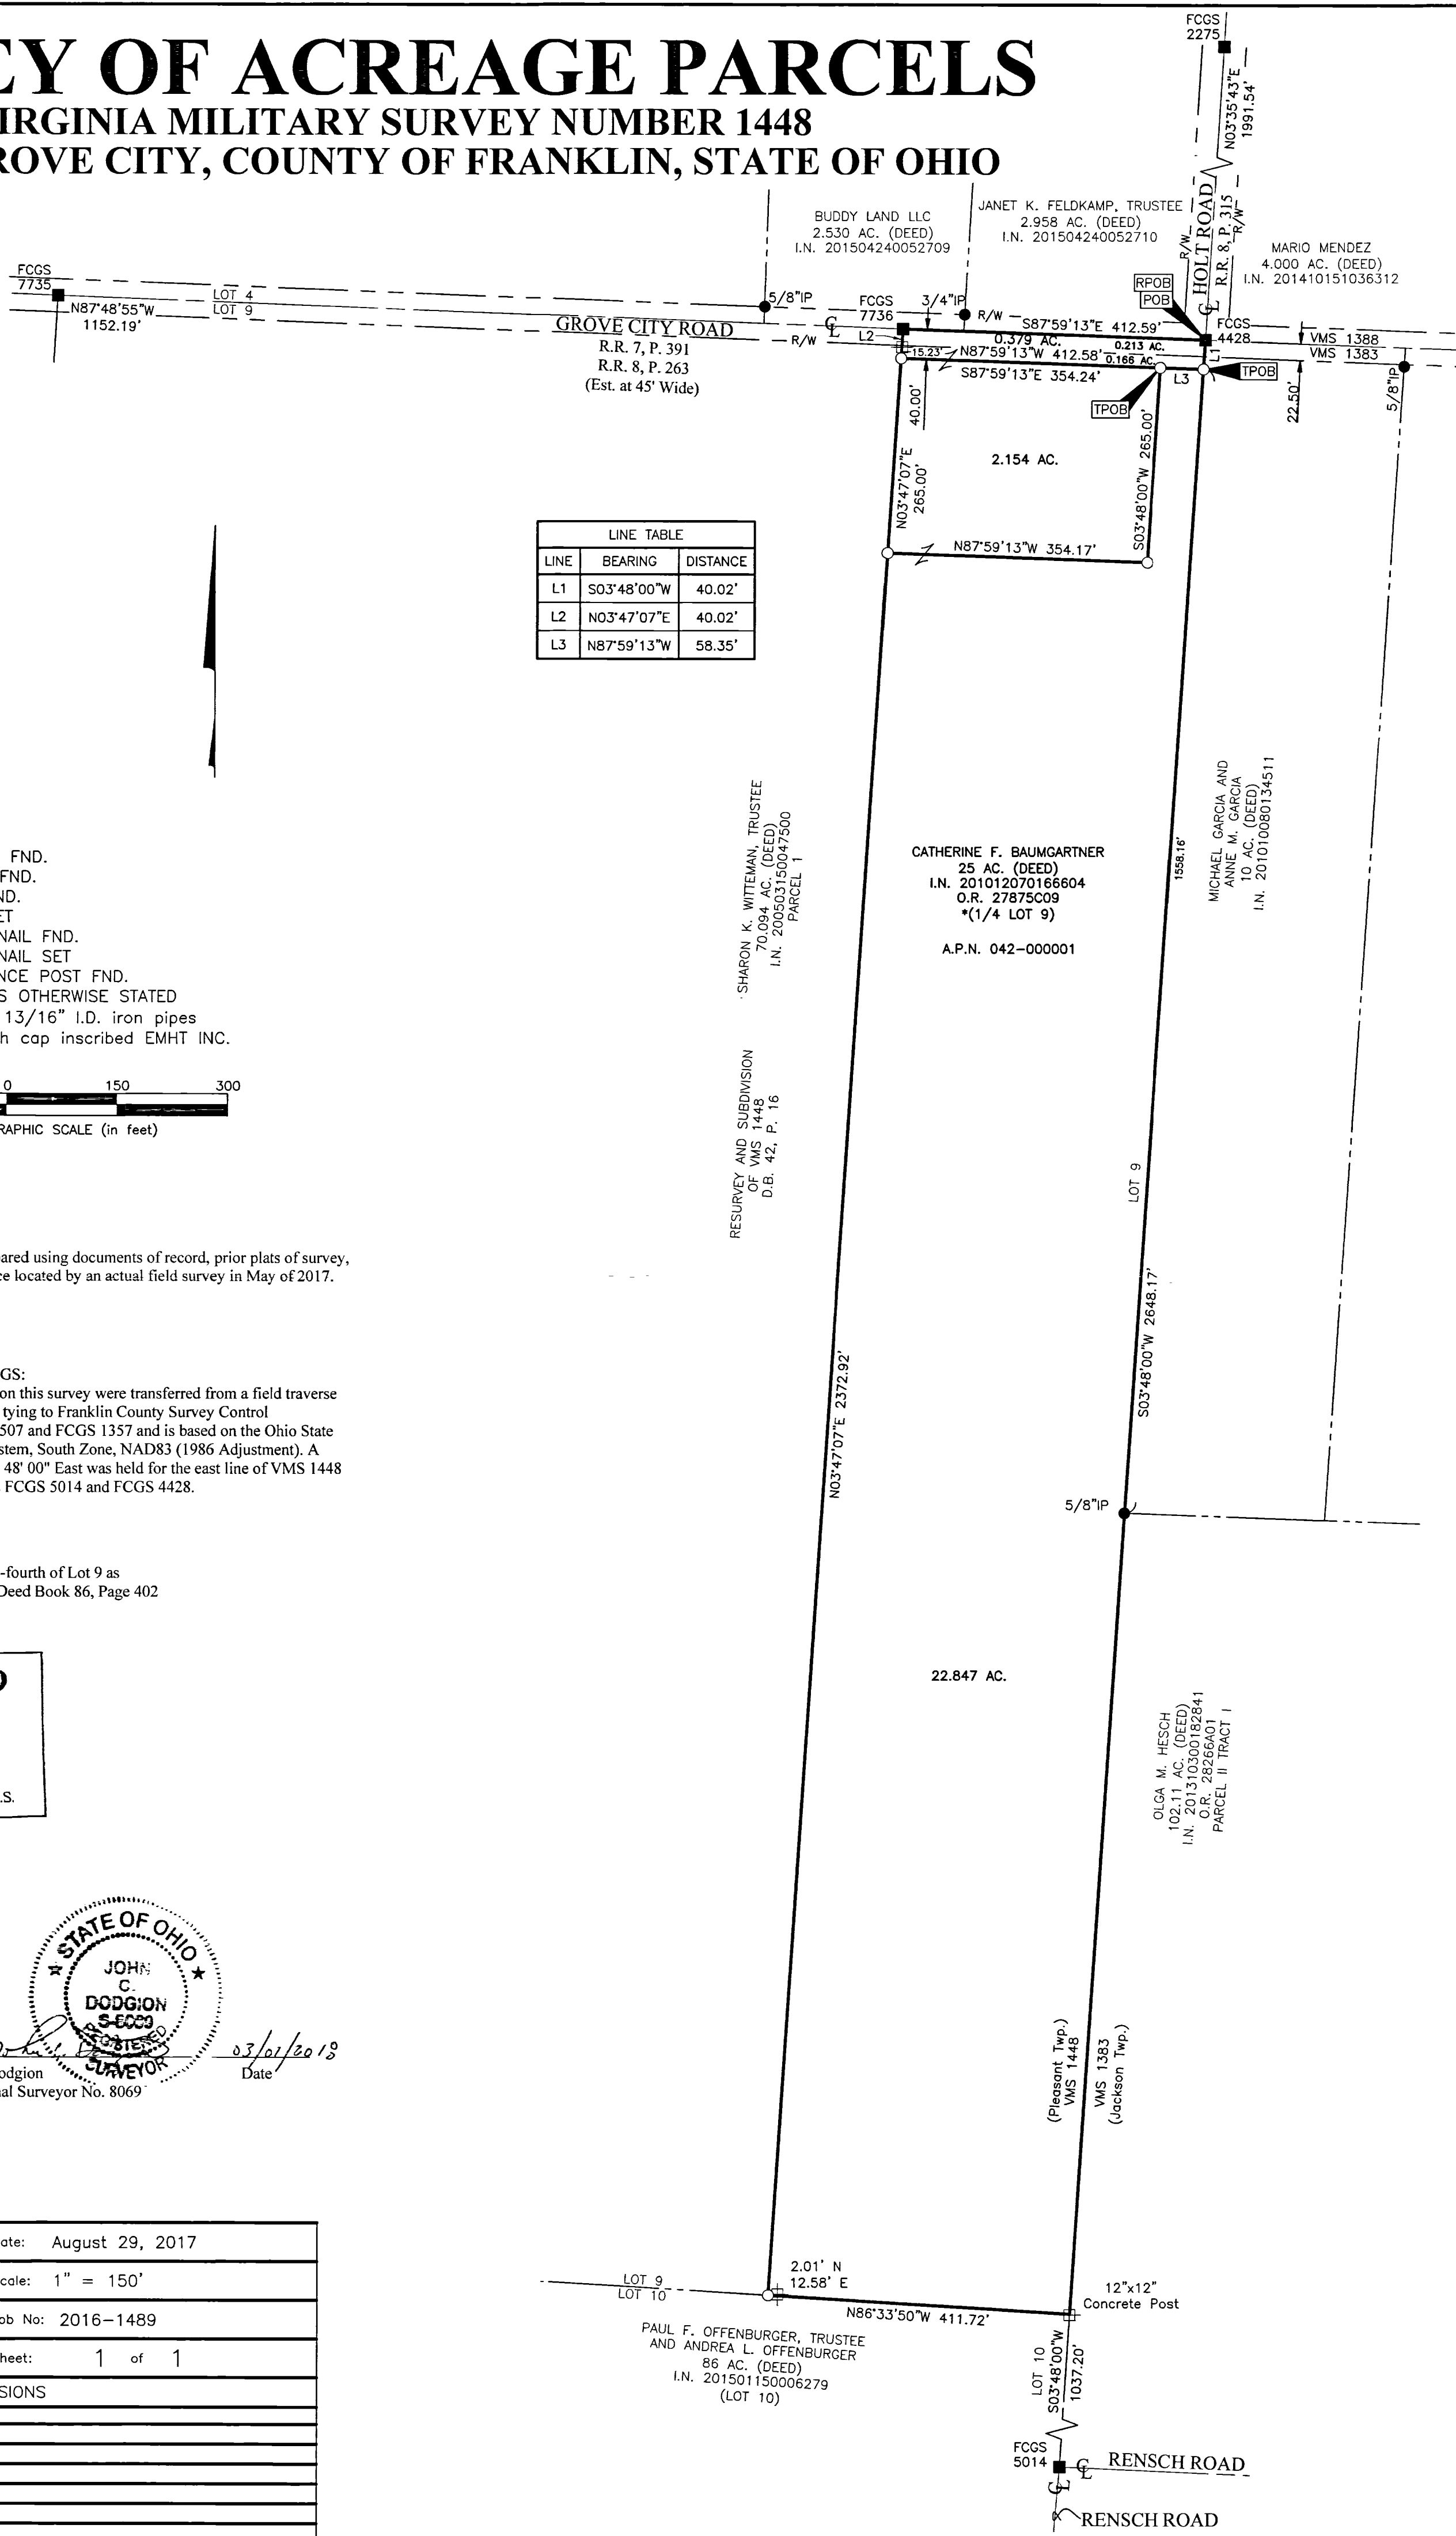 EY OF ACREAGE PARCELS
IRGINIA MILITARY SURVEY NUMBER 1448
ROVE CITY, COUNTY OF FRANKLIN, STATE OF OHIO
FCGS
2275
N03°35'43"E
1991.54'
HOLT ROAD
R.R. 8, P. 315
R/W
R/W
BUDDY LAND LLC
2.530 AC. (DEED)
I.N. 201504240052709
JANET K. FELDKAMP, TRUSTEE
2.958 AC. (DEED)
I.N. 201504240052710
MARIO MENDEZ
4.000 AC. (DEED)
I.N. 201410151036312
FCGS
7735
N87°48'55"W
1152.19'
LOT 4
LOT 9
5/8"IP
FCGS
7736
3/4"IP
R/W
RPOB
POB
S87°59'13"E 412.59'
FCGS
4428
VMS 1388
VMS 1383
GROVE CITY ROAD
R.R. 7, P. 391
R.R. 8, P. 263
(Est. at 45' Wide)
R/W
L2
0.379 AC.
0.213 AC.
L1
15.23'
N87°59'13"W 412.58'
0.166 AC.
S87°59'13"E 354.24'
L3
TPOB
TPOB
22.50'
5/8"IP
40.00'
N03°47'07"E
265.00'
2.154 AC.
S03°48'00"W 265.00'
N87°59'13"W 354.17'
LINE TABLE
LINE BEARING DISTANCE
L1 S03°48'00"W 40.02'
L2 N03°47'07"E 40.02'
L3 N87°59'13"W 58.35'
SHARON K. WITTEMAN, TRUSTEE
70.094 AC. (DEED)
I.N. 200503150047500
PARCEL 1
CATHERINE F. BAUMGARTNER
25 AC. (DEED)
I.N. 201012070166604
O.R. 27875C09
*(1/4 LOT 9)
A.P.N. 042-000001
1558.16'
MICHAEL GARCIA AND
ANNE M. GARCIA
10 AC. (DEED)
I.N. 201010080134511
FND.
FND.
ND.
ET
NAIL FND.
NAIL SET
NCE POST FND.
S OTHERWISE STATED
13/16" I.D. iron pipes
h cap inscribed EMHT INC.
0 150 300
RAPHIC SCALE (in feet)
RESURVEY AND SUBDIVISION
OF VMS 1448
D.B. 42, P. 16
LOT 9
ared using documents of record, prior plats of survey,
ce located by an actual field survey in May of 2017.
S03°48'00"W 2648.17'
N03°47'07"E 2372.92'
GS:
on this survey were transferred from a field traverse
tying to Franklin County Survey Control
507 and FCGS 1357 and is based on the Ohio State
stem, South Zone, NAD83 (1986 Adjustment). A
48' 00" East was held for the east line of VMS 1448
FCGS 5014 and FCGS 4428.
5/8"IP
-fourth of Lot 9 as
Deed Book 86, Page 402
22.847 AC.
OLGA M. HESCH
102.11 AC. (DEED)
I.N. 201310300182841
O.R. 28266A01
PARCEL II TRACT I
.S.
STATE OF OHIO
JOHN
C.
DODGION
REGISTERED
SURVEYOR
03/01/2018
odgion
Date
al Surveyor No. 8069
(Pleasant Twp.)
VMS 1448
VMS 1383
(Jackson Twp.)
ate: August 29, 2017
cale: 1" = 150'
ob No: 2016-1489
heet: 1 of 1
SIONS
LOT 9
LOT 10
2.01' N
12.58' E
N86°33'50"W 411.72'
12"x12"
Concrete Post
PAUL F. OFFENBURGER, TRUSTEE
AND ANDREA L. OFFENBURGER
86 AC. (DEED)
I.N. 201501150006279
(LOT 10)
LOT 10
S03°48'00"W
1037.20'
FCGS
5014
RENSCH ROAD
RENSCH ROAD